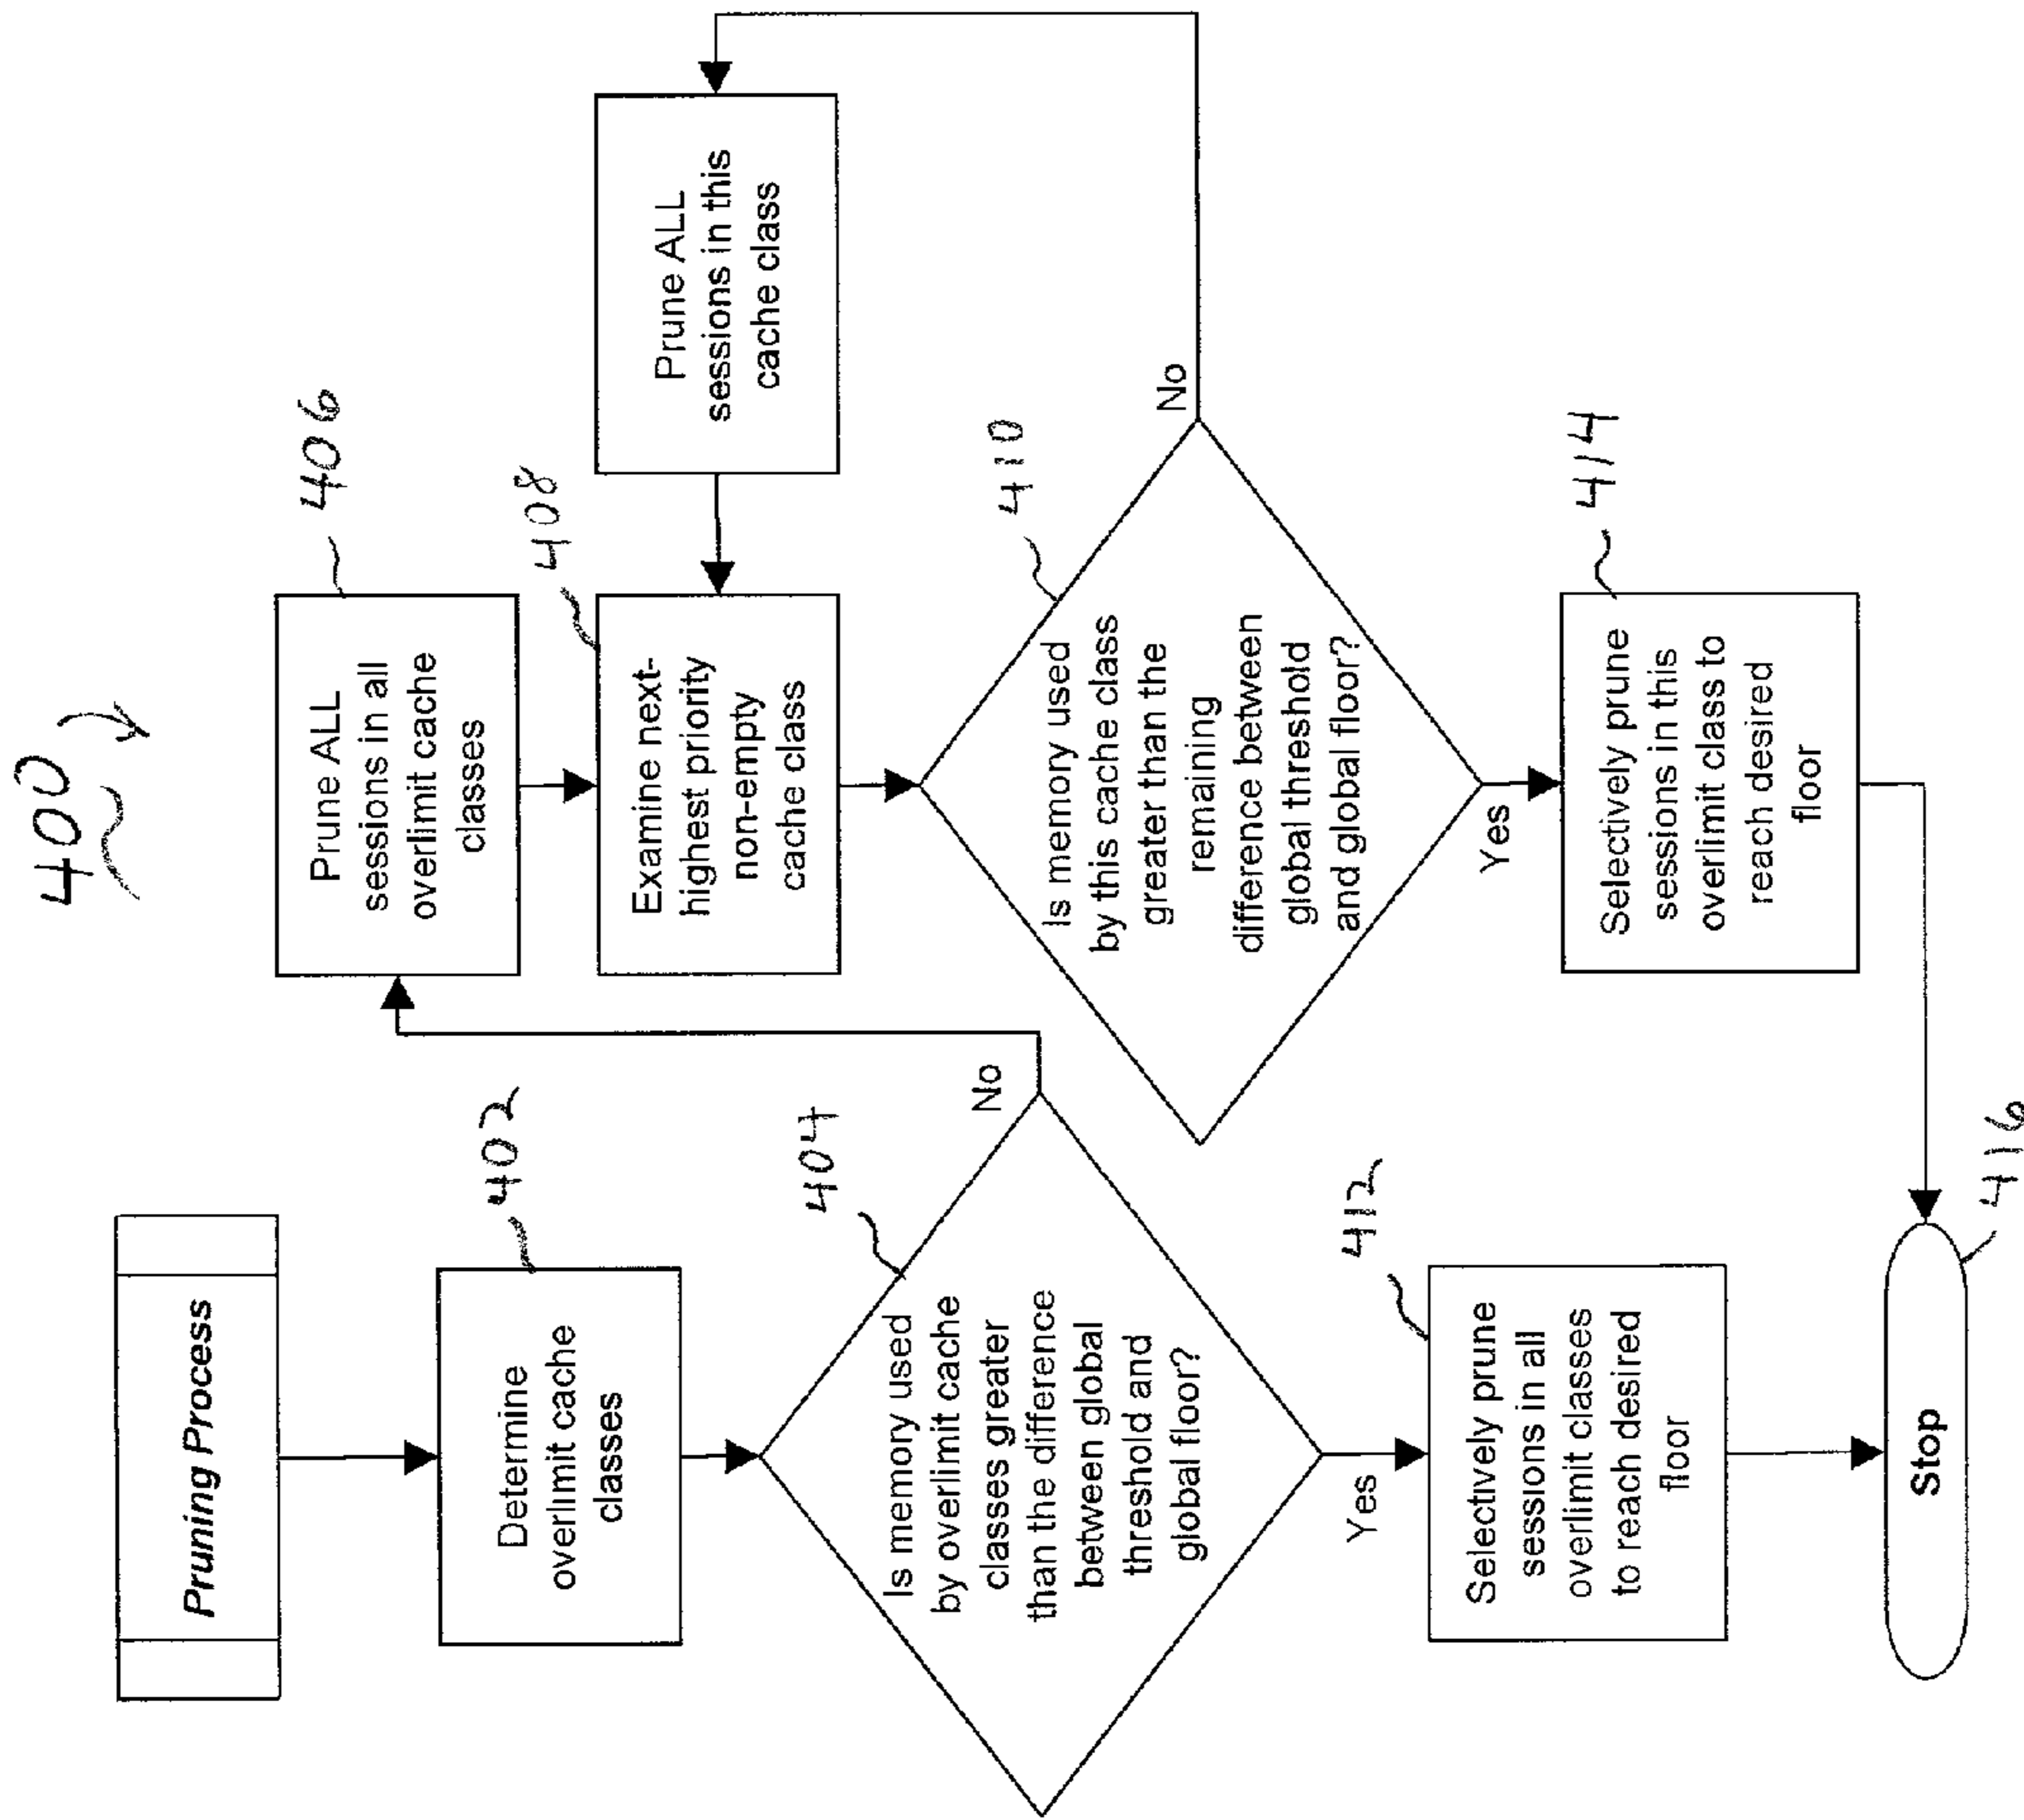 400
Pruning Process
402
Determine
overlimit cache
classes
404
Is memory used
by overlimit cache
classes greater
than the difference
between global
threshold and
global floor?
No
Yes
412
Selectively prune
sessions in all
overlimit classes
to reach desired
floor
406
Prune ALL
sessions in all
overlimit cache
classes
408
Examine next-
highest priority
non-empty
cache class
Prune ALL
sessions in this
cache class
410
Is memory used
by this cache class
greater than the
remaining
difference between
global threshold
and global floor?
No
Yes
414
Selectively prune
sessions in this
overlimit class to
reach desired
floor
Stop
416